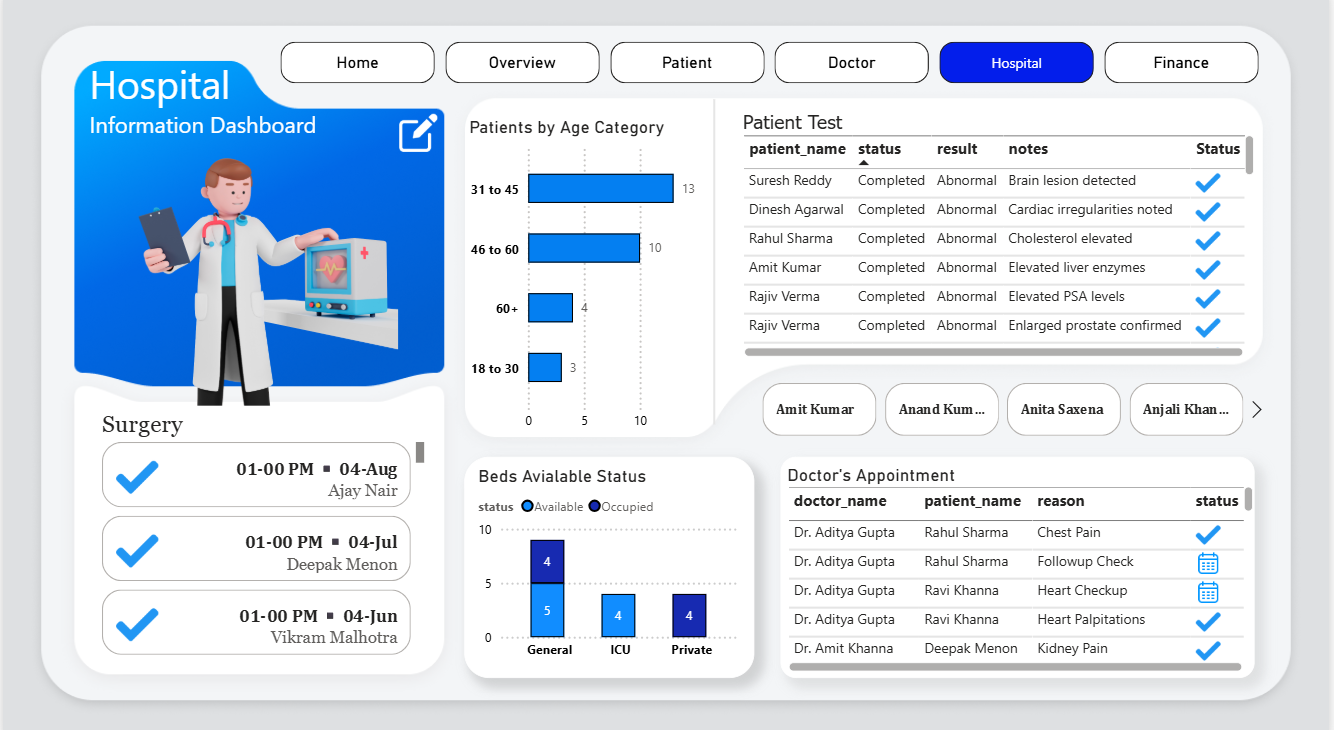 Home
Overview
Patient
Doctor
Hospital
Finance
Hospital
Information Dashboard
Surgery
01-00 PM ▪ 04-Aug
Ajay Nair
01-00 PM ▪ 04-Jul
Deepak Menon
01-00 PM ▪ 04-Jun
Vikram Malhotra
Patients by Age Category
31 to 45 13
46 to 60 10
60+ 4
18 to 30 3
0 5 10
Patient Test
patient_name status result notes Status
Suresh Reddy Completed Abnormal Brain lesion detected
Dinesh Agarwal Completed Abnormal Cardiac irregularities noted
Rahul Sharma Completed Abnormal Cholesterol elevated
Amit Kumar Completed Abnormal Elevated liver enzymes
Rajiv Verma Completed Abnormal Elevated PSA levels
Rajiv Verma Completed Abnormal Enlarged prostate confirmed
Amit Kumar
Anand Kum...
Anita Saxena
Anjali Khan...
Beds Avialable Status
status Available Occupied
10
5
0
4
5
4
4
General ICU Private
Doctor's Appointment
doctor_name patient_name reason status
Dr. Aditya Gupta Rahul Sharma Chest Pain
Dr. Aditya Gupta Rahul Sharma Followup Check
Dr. Aditya Gupta Ravi Khanna Heart Checkup
Dr. Aditya Gupta Ravi Khanna Heart Palpitations
Dr. Amit Khanna Deepak Menon Kidney Pain